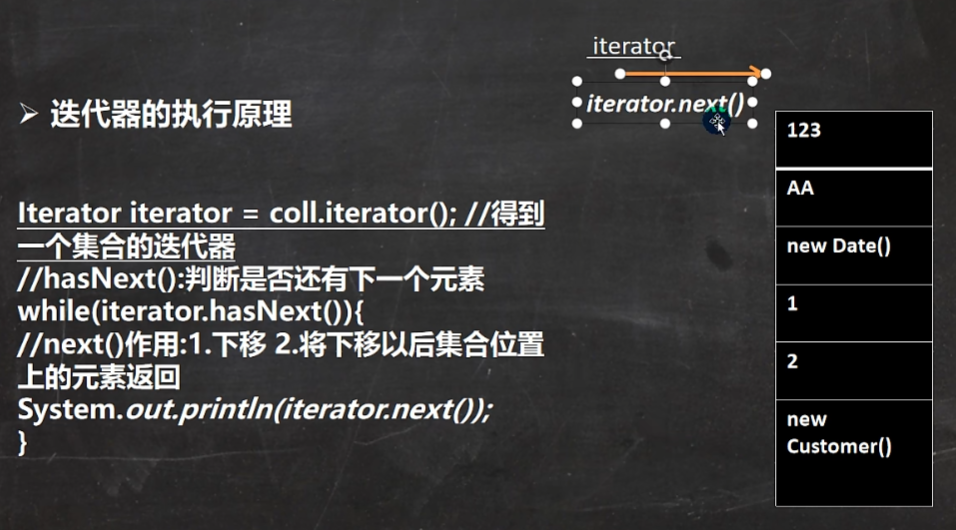 iterator
➢ 迭代器的执行原理
iterator.next()
Iterator iterator = coll.iterator(); //得到
一个集合的迭代器
//hasNext():判断是否还有下一个元素
while(iterator.hasNext()){
//next()作用:1.下移 2.将下移以后集合位置
上的元素返回
System.out.println(iterator.next());
}
123
AA
new Date()
1
2
new
Customer()